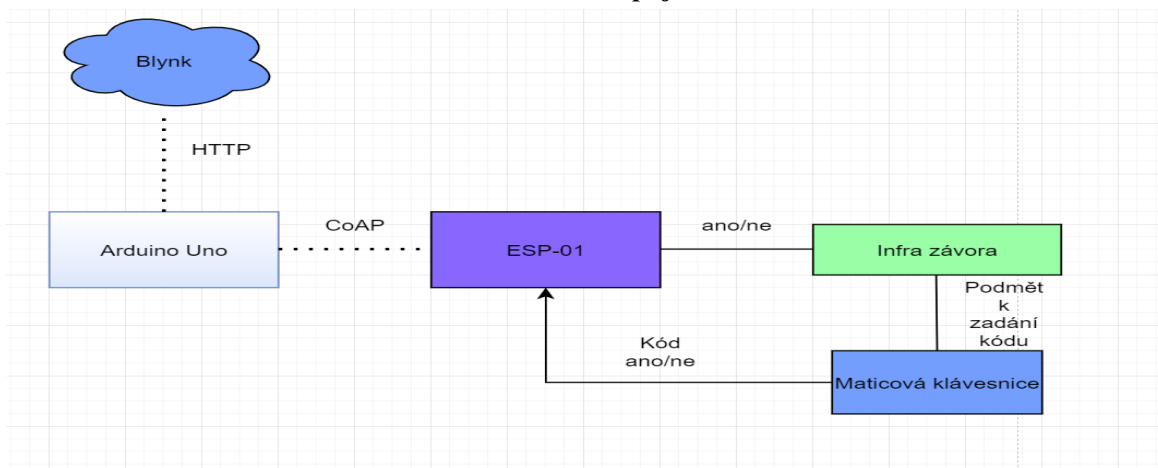 Blynk
HTTP
Arduino Uno
CoAP
ESP-01
ano/ne
Infra závora
Podmět
k
zadání
kódu
Kód
ano/ne
Maticová klávesnice